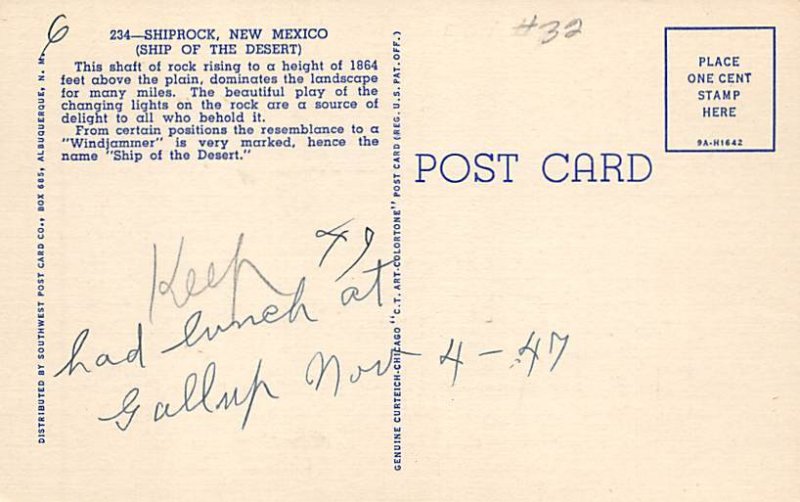 6
234—SHIPROCK, NEW MEXICO
(SHIP OF THE DESERT)
This shaft of rock rising to a height of 1864
feet above the plain, dominates the landscape
for many miles. The beautiful play of the
changing lights on the rock are a source of
delight to all who behold it.
From certain positions the resemblance to a
"Windjammer" is very marked, hence the
name "Ship of the Desert."
DISTRIBUTED BY SOUTHWEST POST CARD CO., BOX 685, ALBUQUERQUE, N. M.
GENUINE CURTEICH-CHICAGO "C.T. ART-COLORTONE" POST CARD (REG. U.S. PAT. OFF.)
#32
PLACE
ONE CENT
STAMP
HERE
9A-H1642
POST CARD
Keep 47
had lunch at
Gallup Nov-4-47